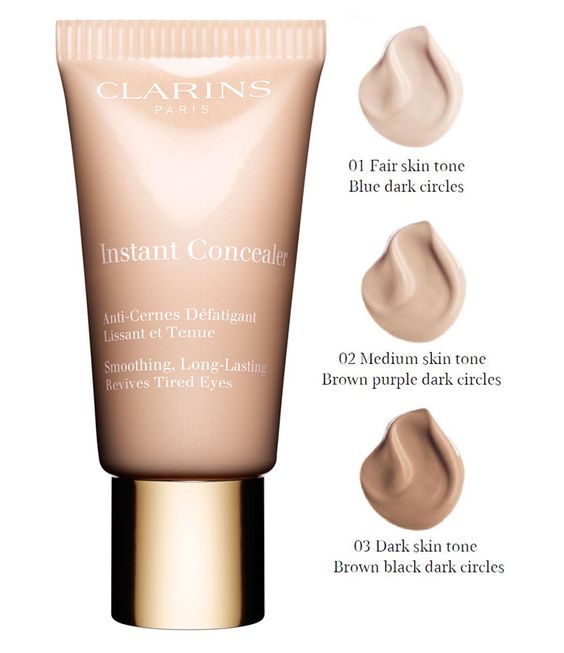 CLARINS
PARIS
Instant Concealer
Anti-Cernes Défatigant
Lissant et Tenue
Smoothing, Long-Lasting
Revives Tired Eyes
01 Fair skin tone
Blue dark circles
02 Medium skin tone
Brown purple dark circles
03 Dark skin tone
Brown black dark circles